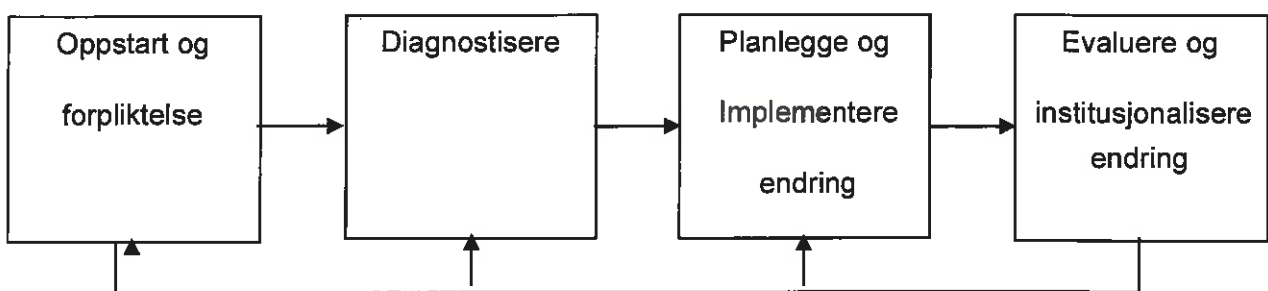 Oppstart og
forpliktelse
Diagnostisere
Planlegge og
Implementere
endring
Evaluere og
institusjonalisere
endring